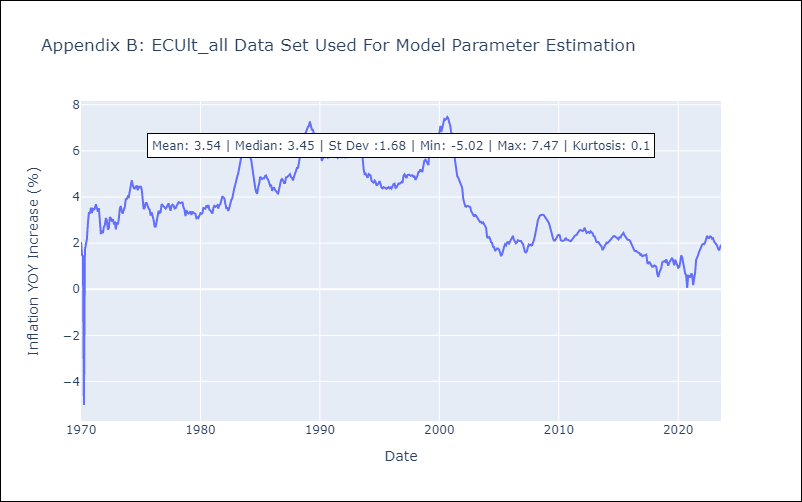 Appendix B: ECUlt_all Data Set Used For Model Parameter Estimation
8
Mean: 3.54 | Median: 3.45 | St Dev :1.68 | Min: -5.02 | Max: 7.47 | Kurtosis: 0.1
6
4
2
0
−2
−4
Inflation YOY Increase (%)
1970 1980 1990 2000 2010 2020
Date